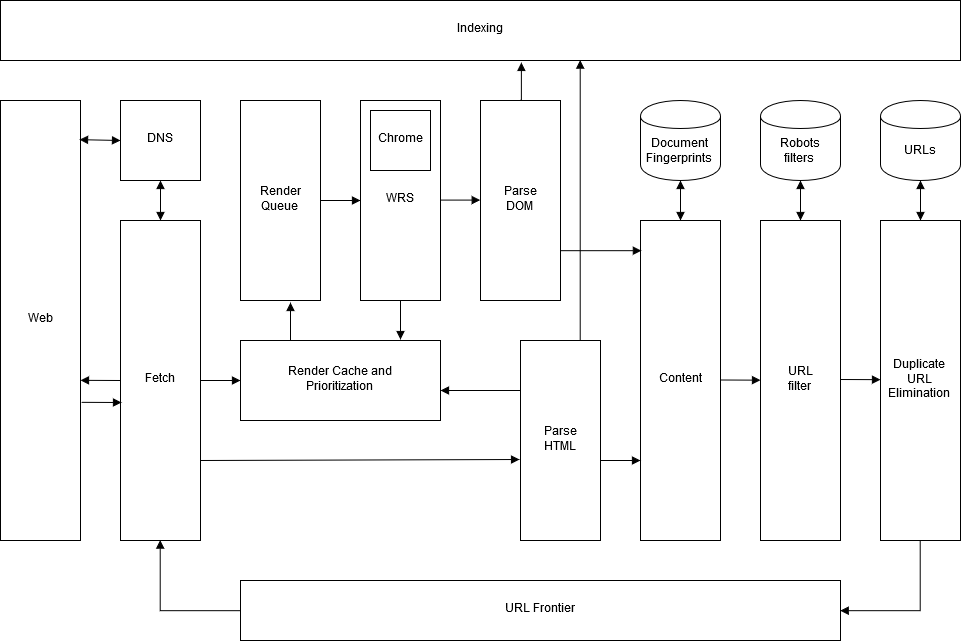 Indexing
DNS
Chrome
WRS
Render
Queue
Parse
DOM
Document
Fingerprints
Robots
filters
URLs
Web
Fetch
Render Cache and
Prioritization
Parse
HTML
Content
URL
filter
Duplicate
URL
Elimination
URL Frontier